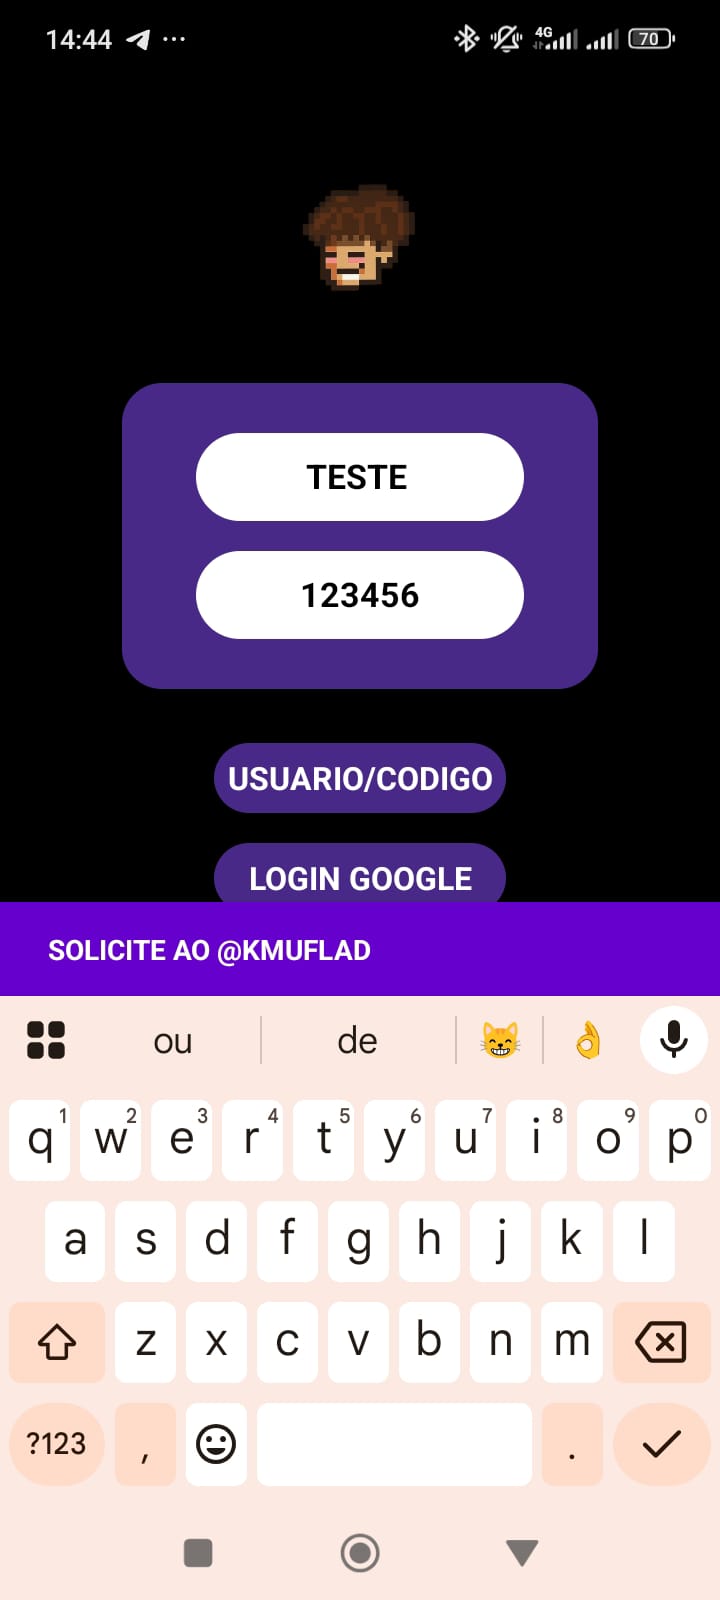 14:44 ... 4G 70
TESTE
123456
USUARIO/CODIGO
LOGIN GOOGLE
SOLICITE AO @KMUFLAD
ou de
q1 w2 e3 r4 t5 y6 u7 i8 o9 p0
a s d f g h j k l
z x c v b n m
?123 , .